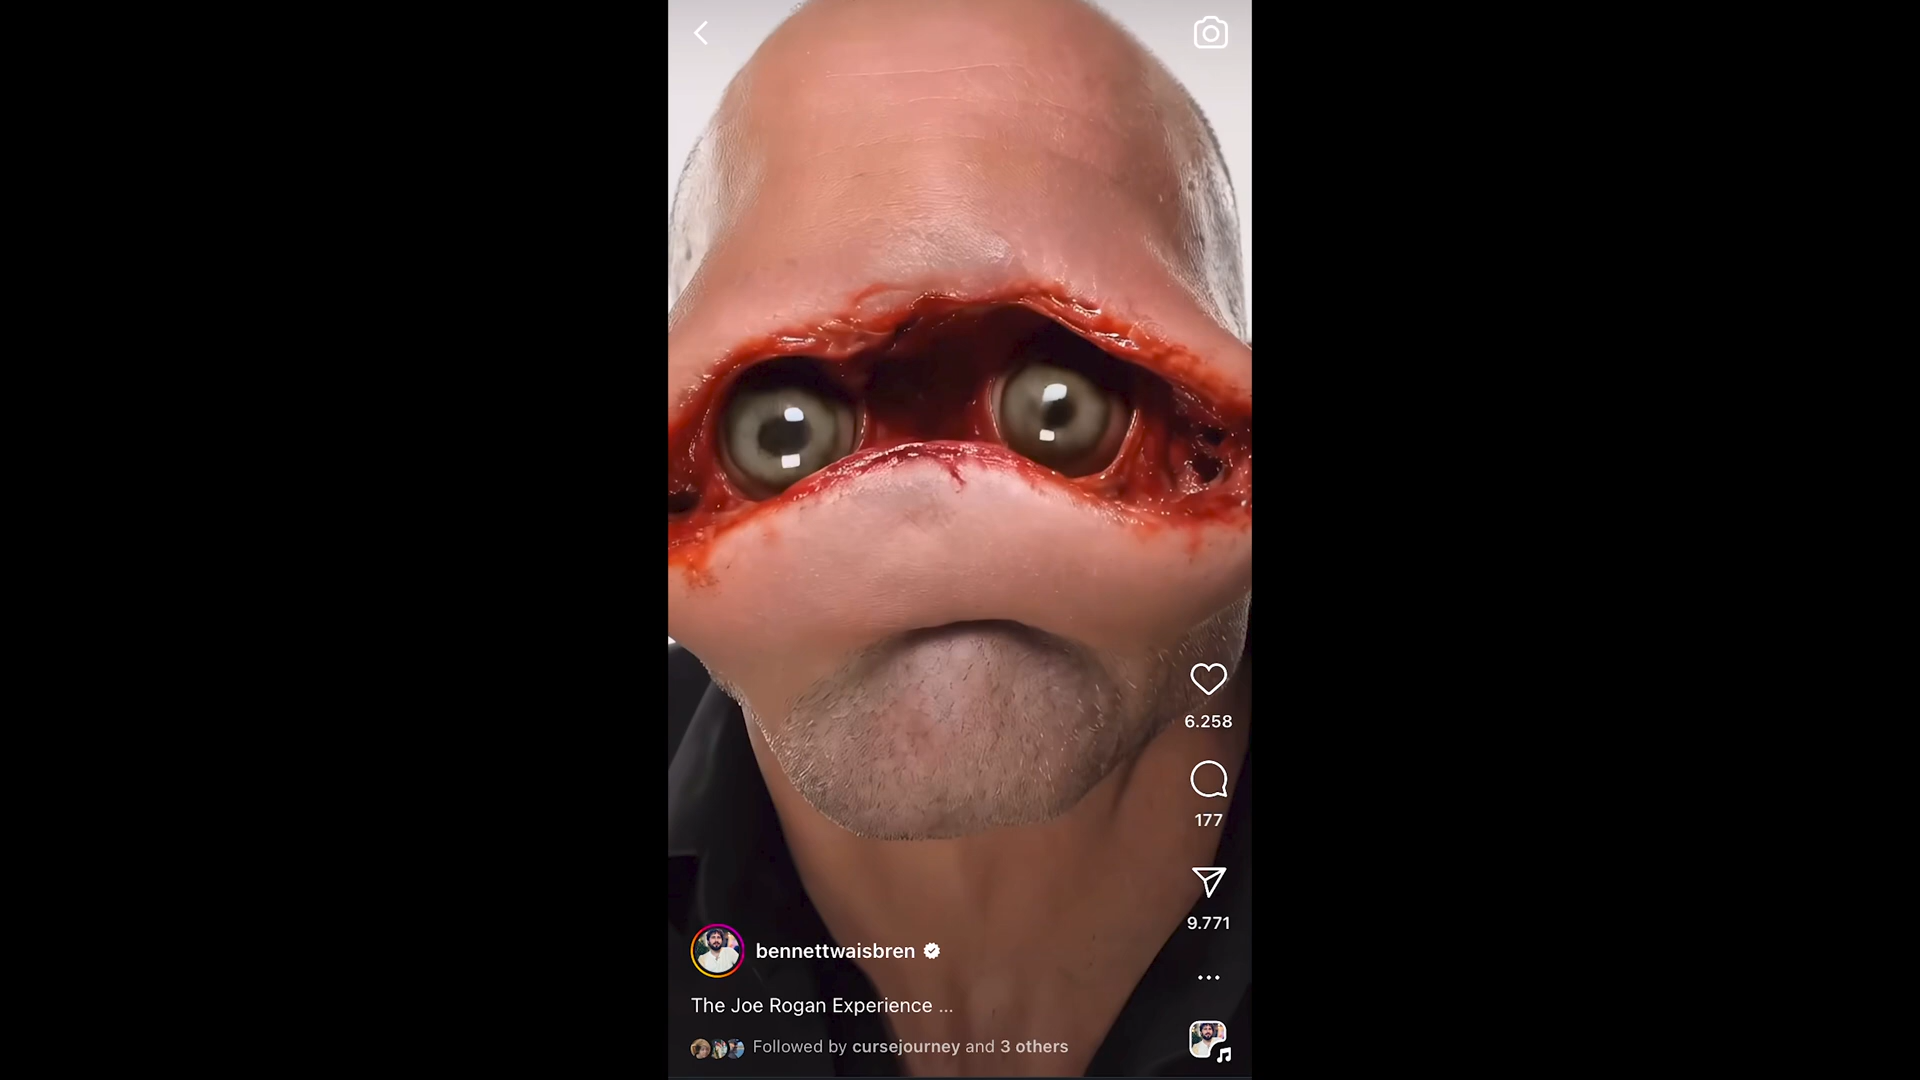 6.258
177
9.771
bennettwaisbren
The Joe Rogan Experience ...
Followed by cursejourney and 3 others